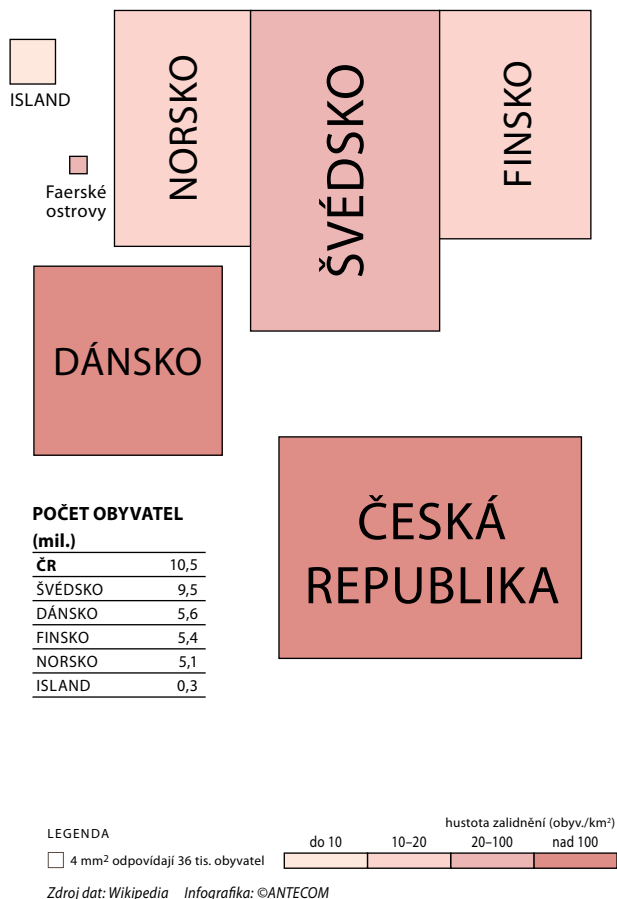 ISLAND
NORSKO
ŠVÉDSKO
FINSKO
Faerské
ostrovy
DÁNSKO
ČESKÁ
REPUBLIKA
POČET OBYVATEL
(mil.)
ČR 10,5
ŠVÉDSKO 9,5
DÁNSKO 5,6
FINSKO 5,4
NORSKO 5,1
ISLAND 0,3
LEGENDA
4 mm² odpovídají 36 tis. obyvatel
hustota zalidnění (obyv./km²)
do 10 10–20 20–100 nad 100
Zdroj dat: Wikipedia Infografika: ©ANTECOM